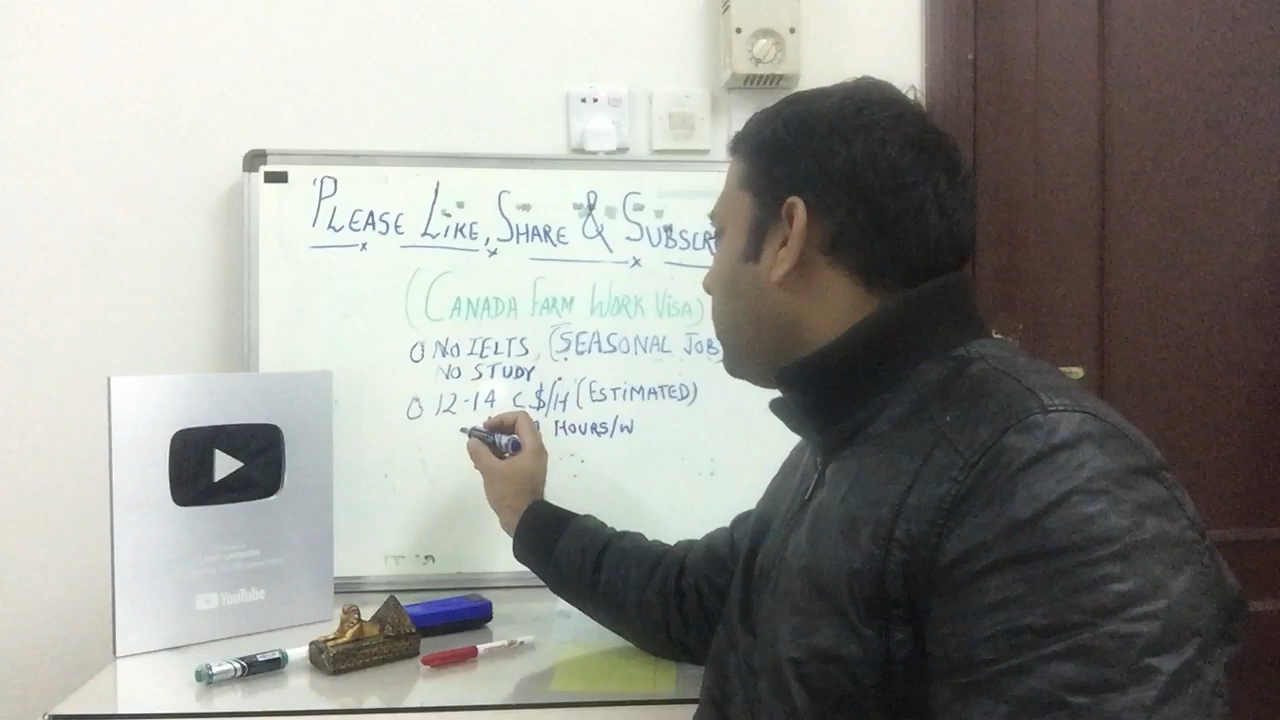 PLEASE LIKE, SHARE & SUBSCR
(CANADA FARM WORK VISA)
O NO IELTS (SEASONAL JOB
NO STUDY
O 12-14 C $/H (ESTIMATED)
HOURS/W
YouTube